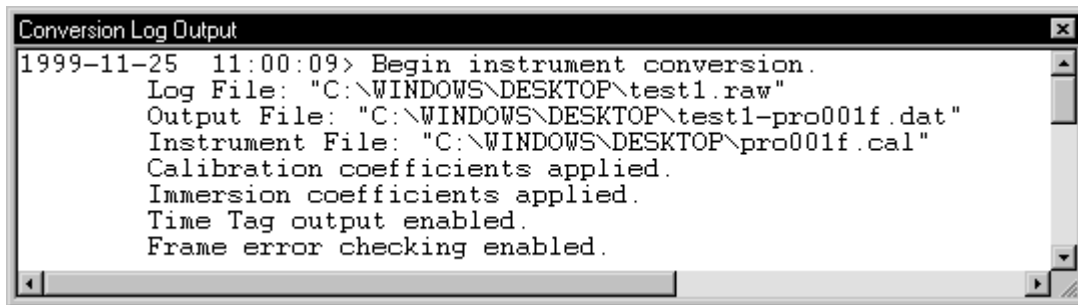 Conversion Log Output
1999-11-25  11:00:09> Begin instrument conversion.
Log File: "C:\WINDOWS\DESKTOP\test1.raw"
Output File: "C:\WINDOWS\DESKTOP\test1-pro001f.dat"
Instrument File: "C:\WINDOWS\DESKTOP\pro001f.cal"
Calibration coefficients applied.
Immersion coefficients applied.
Time Tag output enabled.
Frame error checking enabled.